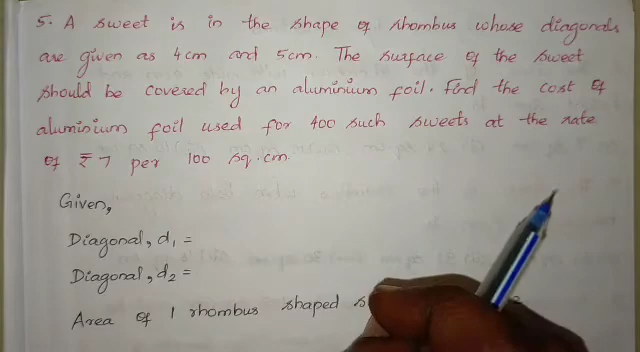 5. A sweet is in the shape of rhombus whose diagonals
are given as 4cm and 5cm. The surface of the sweet
should be covered by an aluminium foil. Find the cost of
aluminium foil used for 400 such sweets at the rate
of ₹ 7 per 100 sq.cm.
Given,
Diagonal, d₁ =
Diagonal, d₂ =
Area of 1 rhombus shaped